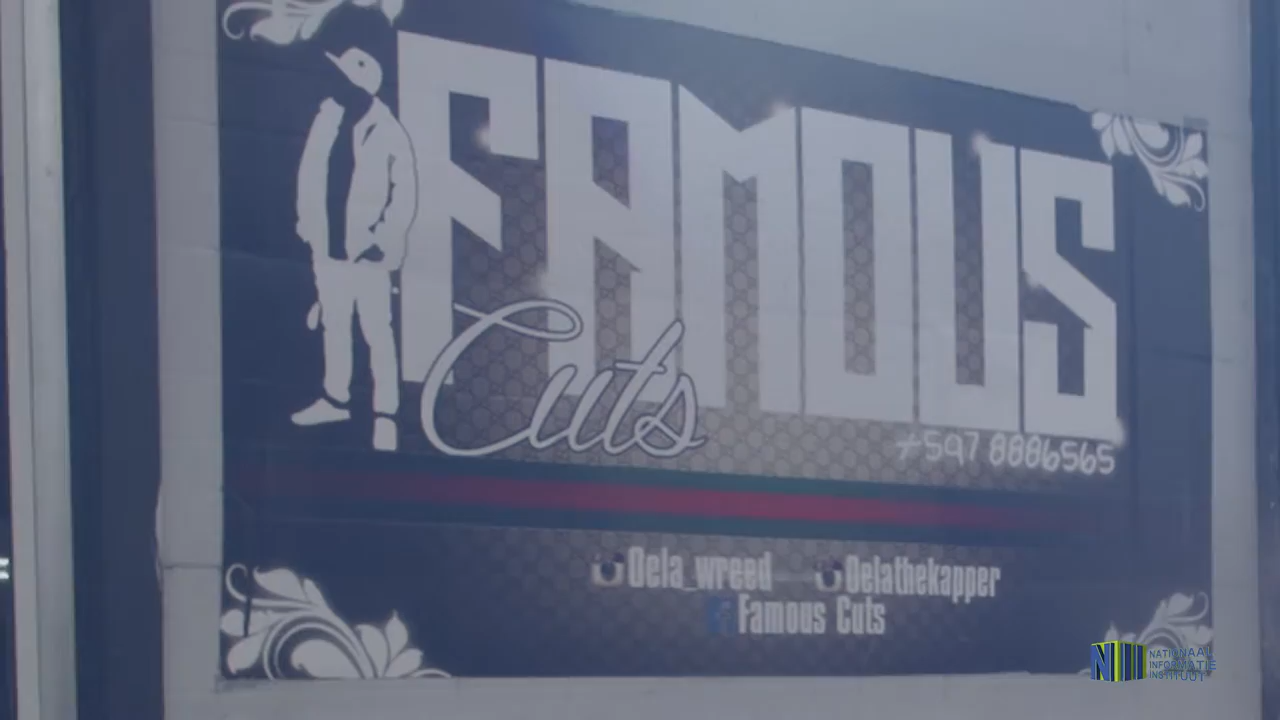 FAMOUS
Cuts
+597 8886565
Oela_wreed Oelathekapper
Famous Cuts
NATIONAAL
INFORMATIE
INSTITUUT